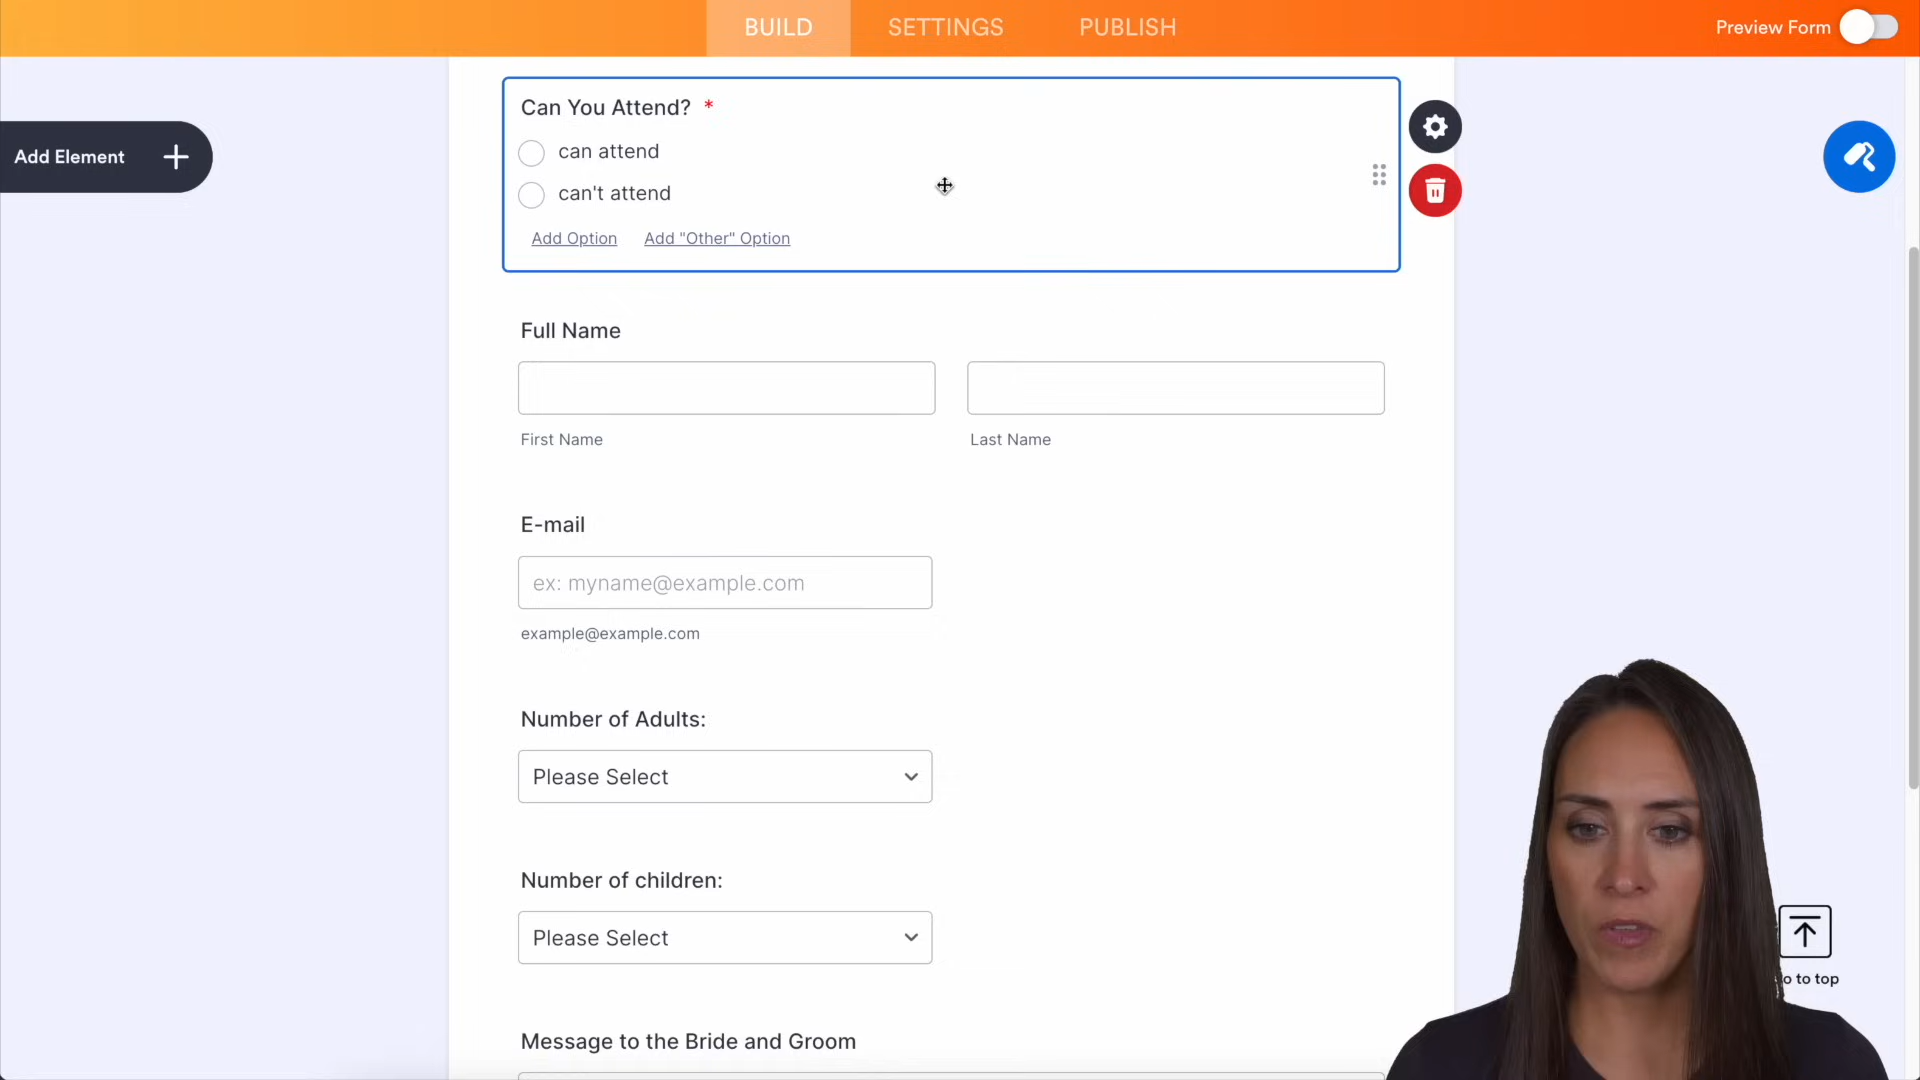 BUILD
SETTINGS
PUBLISH
Preview Form
Add Element
Can You Attend? *
can attend
can't attend
Add Option
Add "Other" Option
Full Name
First Name
Last Name
E-mail
ex: myname@example.com
example@example.com
Number of Adults:
Please Select
Number of children:
Please Select
to top
Message to the Bride and Groom